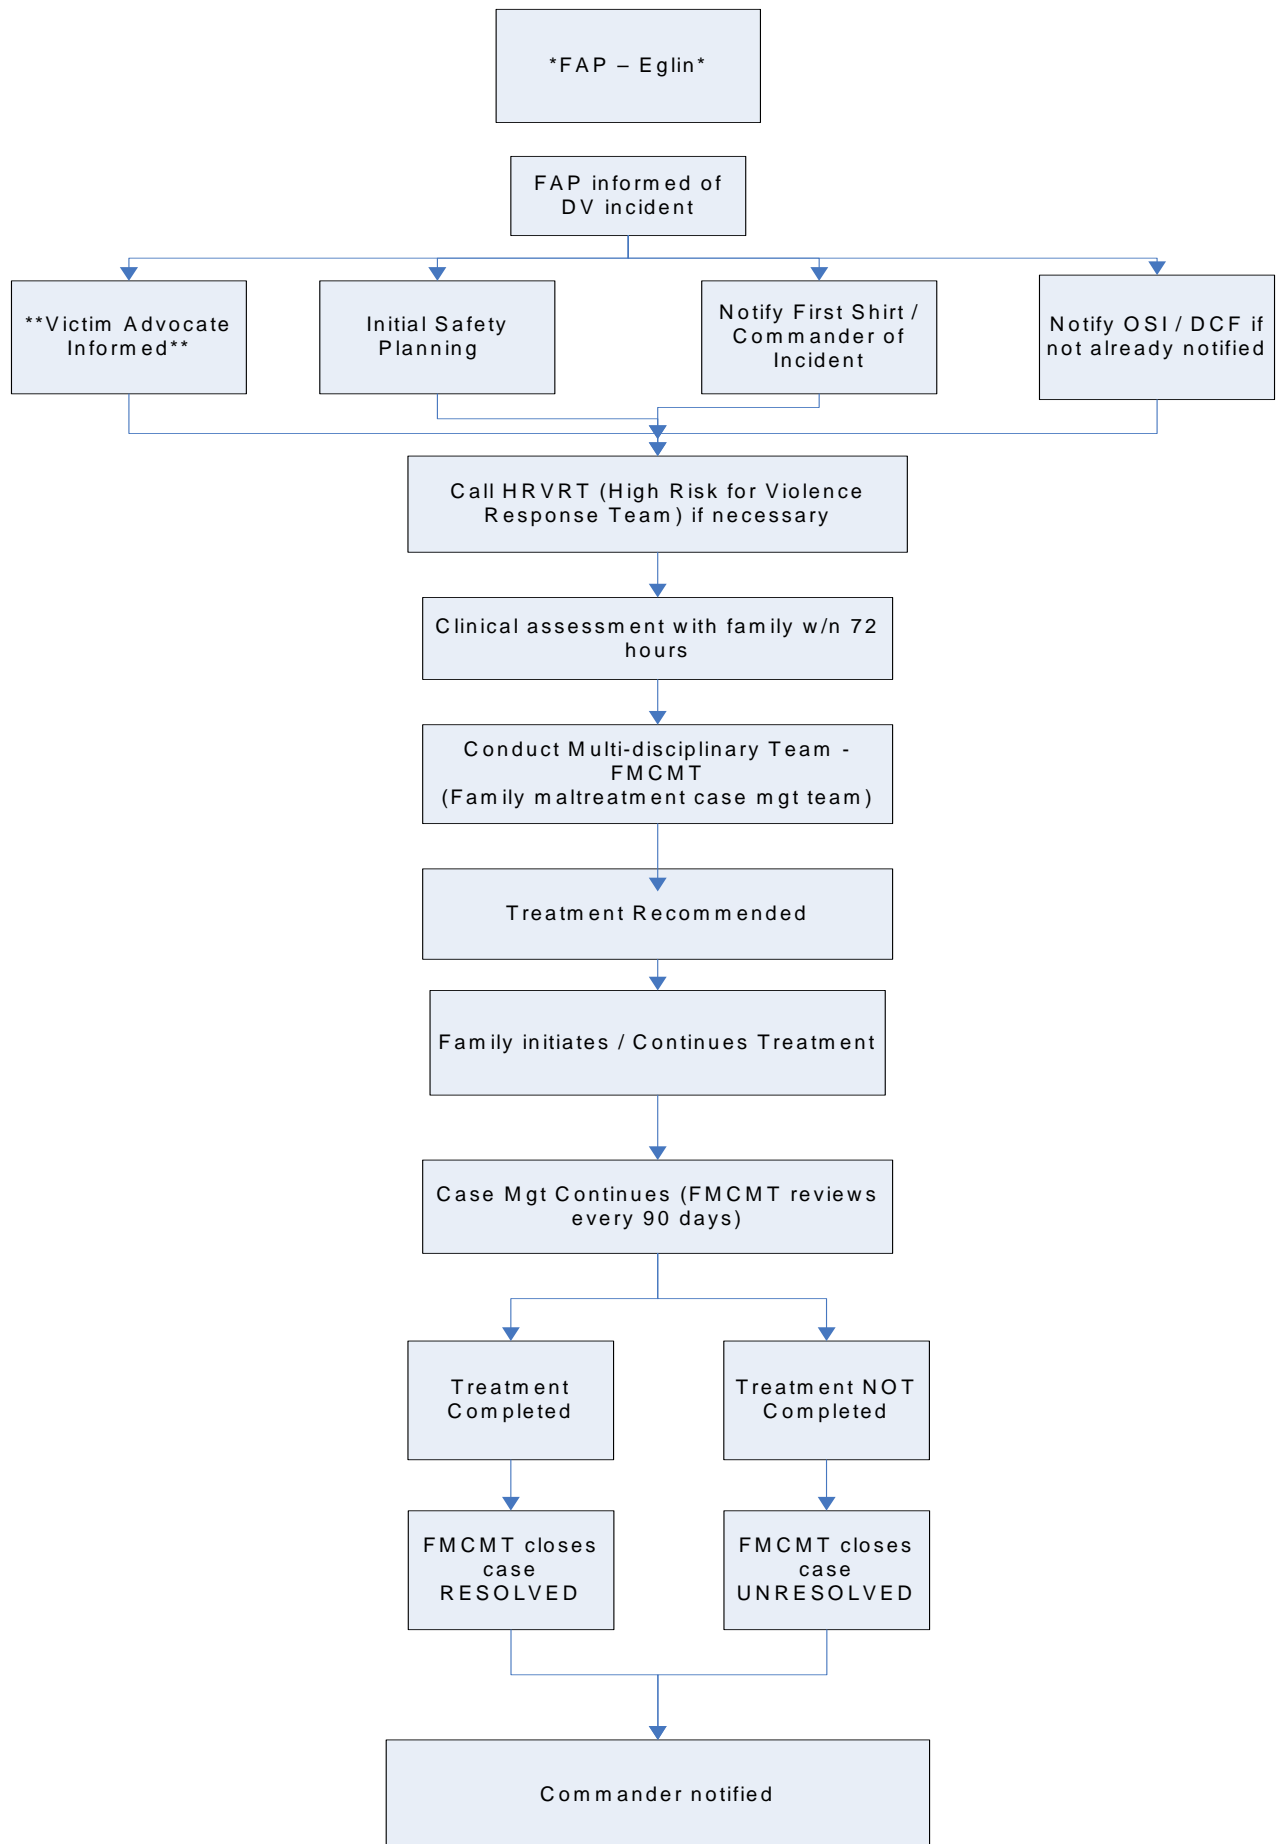 *FAP – Eglin*
FAP informed of
DV incident
**Victim Advocate
Informed**
Initial Safety
Planning
Notify First Shirt /
Commander of
Incident
Notify OSI / DCF if
not already notified
Call HRVRT (High Risk for Violence
Response Team) if necessary
Clinical assessment with family w/n 72
hours
Conduct Multi-disciplinary Team -
FMCMT
(Family maltreatment case mgt team)
Treatment Recommended
Family initiates / Continues Treatment
Case Mgt Continues (FMCMT reviews
every 90 days)
Treatment
Completed
Treatment NOT
Completed
FMCMT closes
case
RESOLVED
FMCMT closes
case
UNRESOLVED
Commander notified